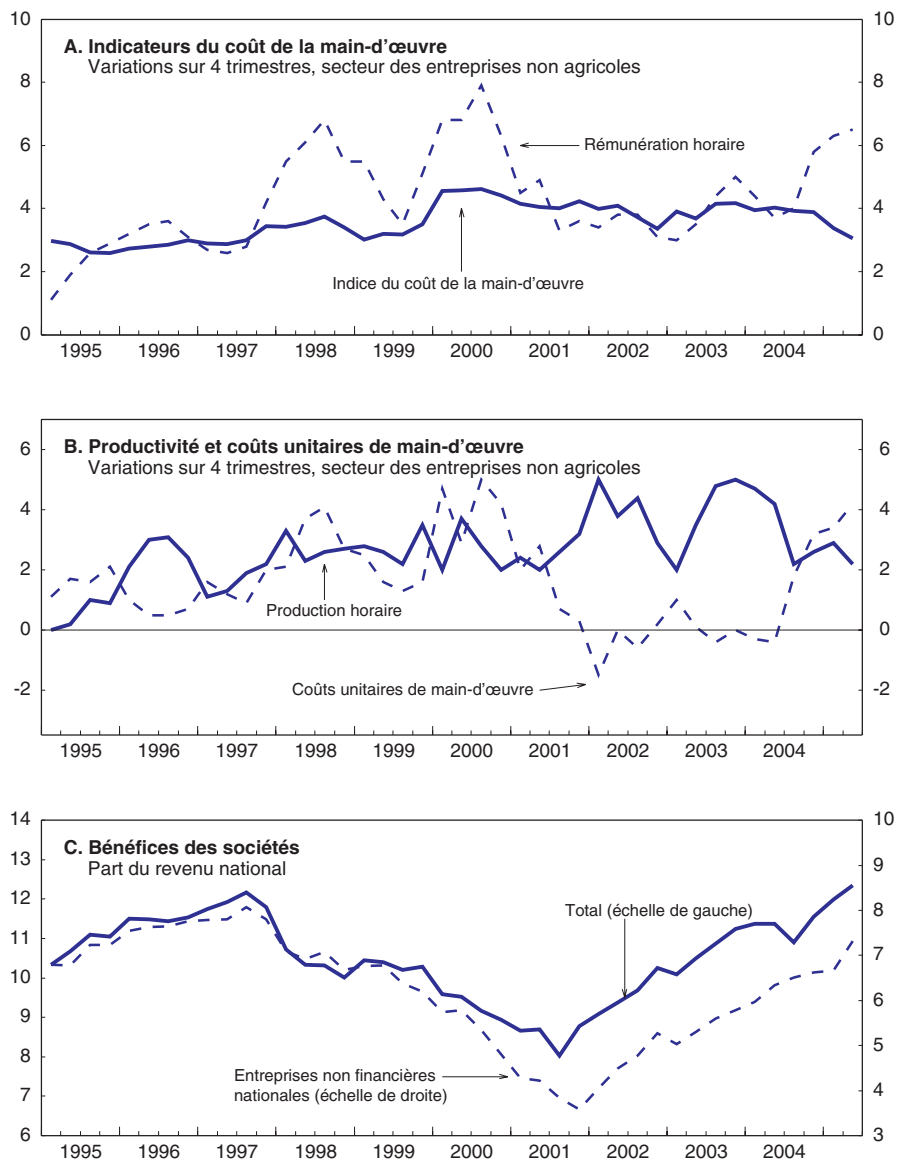 A. Indicateurs du coût de la main-d'œuvre
Variations sur 4 trimestres, secteur des entreprises non agricoles
10 10
8 8
6 6
4 4
2 2
0 0
Rémunération horaire
Indice du coût de la main-d'œuvre
1995 1996 1997 1998 1999 2000 2001 2002 2003 2004
B. Productivité et coûts unitaires de main-d'œuvre
Variations sur 4 trimestres, secteur des entreprises non agricoles
6 6
4 4
2 2
0 0
-2 -2
Production horaire
Coûts unitaires de main-d'œuvre
1995 1996 1997 1998 1999 2000 2001 2002 2003 2004
C. Bénéfices des sociétés
Part du revenu national
14 10
13 9
12 8
11 7
10 6
9 5
8 4
7 3
6
Total (échelle de gauche)
Entreprises non financières
nationales (échelle de droite)
1995 1996 1997 1998 1999 2000 2001 2002 2003 2004